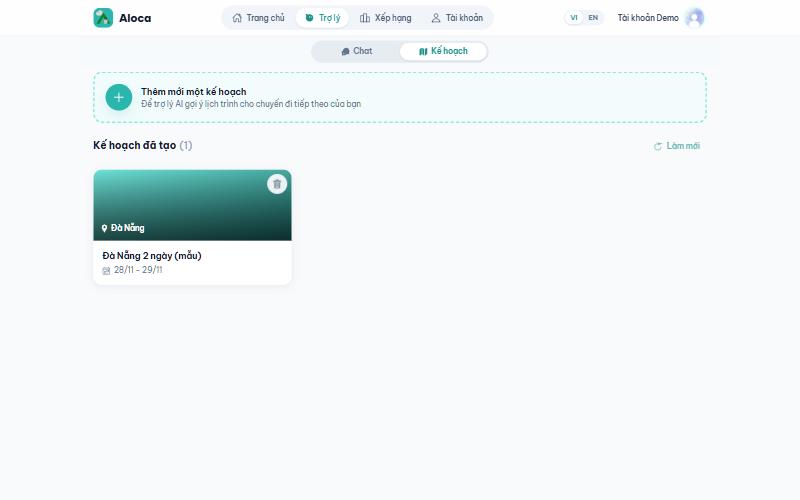 Aloca
Trang chủ
Trợ lý
Xếp hạng
Tài khoản
VI
EN
Tài khoản Demo
Chat
Kế hoạch
Thêm mới một kế hoạch
Để trợ lý AI gợi ý lịch trình cho chuyến đi tiếp theo của bạn
Kế hoạch đã tạo (1)
Làm mới
Đà Nẵng
Đà Nẵng 2 ngày (mẫu)
28/11 - 29/11